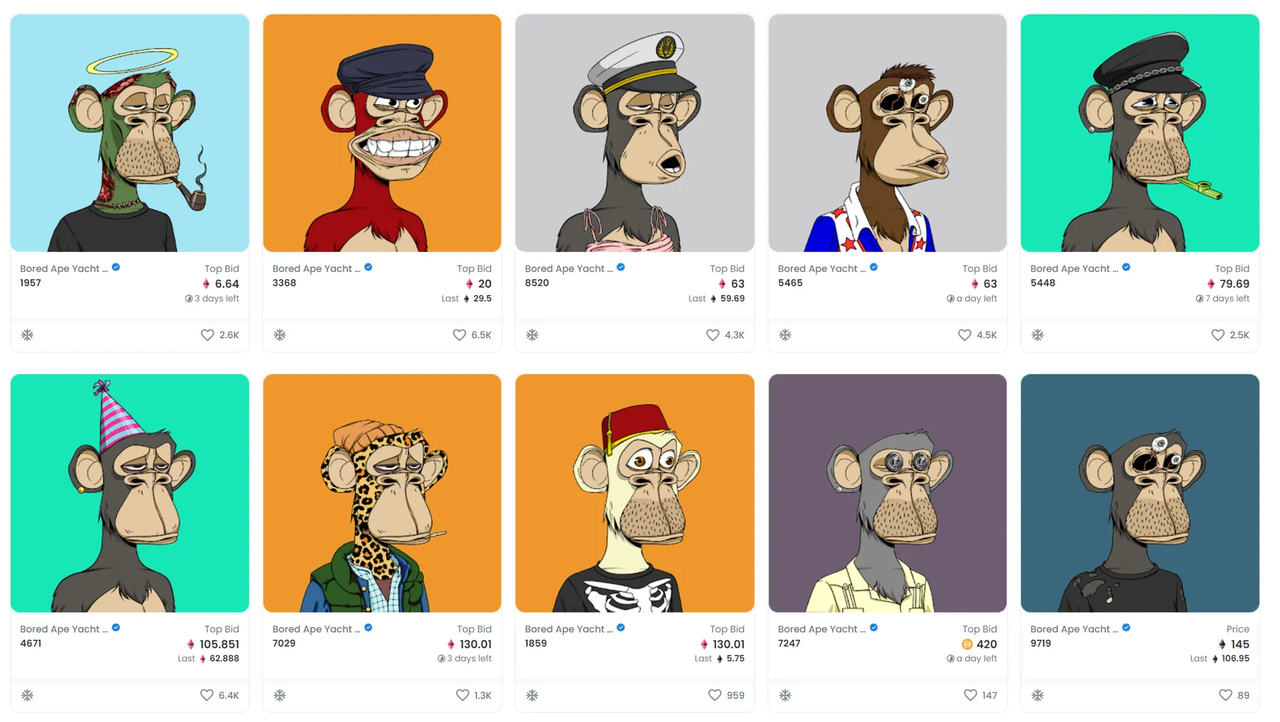 Bored Ape Yacht ... Top Bid
1957 6.64
3 days left
2.6K
Bored Ape Yacht ... Top Bid
3368 20
Last 29.5
6.5K
Bored Ape Yacht ... Top Bid
8520 63
Last 59.69
4.3K
Bored Ape Yacht ... Top Bid
5465 63
a day left
4.5K
Bored Ape Yacht ... Top Bid
5448 79.69
7 days left
2.5K
Bored Ape Yacht ... Top Bid
4671 105.851
Last 62.888
6.4K
Bored Ape Yacht ... Top Bid
7029 130.01
3 days left
1.3K
Bored Ape Yacht ... Top Bid
1859 130.01
Last 5.75
959
Bored Ape Yacht ... Top Bid
7247 420
a day left
147
Bored Ape Yacht ... Price
9719 145
Last 106.95
89